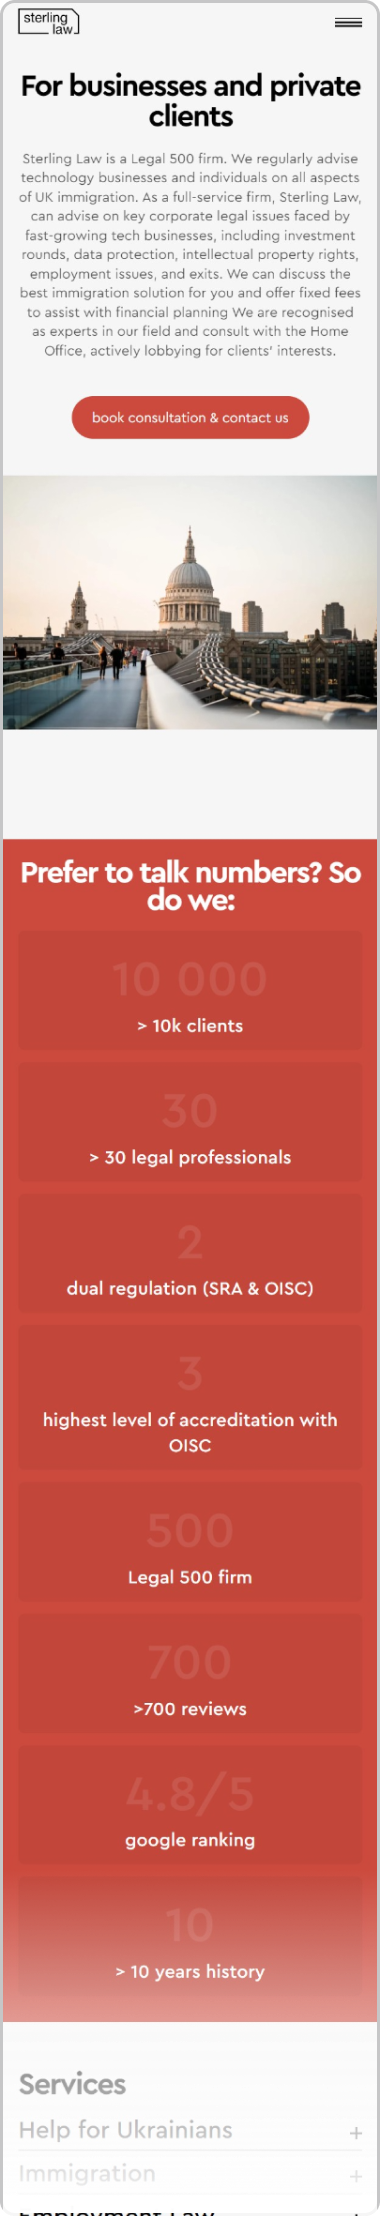 sterling
law
For businesses and private
clients
Sterling Law is a Legal 500 firm. We regularly advise
technology businesses and individuals on all aspects
of UK immigration. As a full-service firm, Sterling Law,
can advise on key corporate legal issues faced by
fast-growing tech businesses, including investment
rounds, data protection, intellectual property rights,
employment issues, and exits. We can discuss the
best immigration solution for you and offer fixed fees
to assist with financial planning We are recognised
as experts in our field and consult with the Home
Office, actively lobbying for clients' interests.
book consultation & contact us
Prefer to talk numbers? So
do we:
10 000
> 10k clients
30
> 30 legal professionals
2
dual regulation (SRA & OISC)
3
highest level of accreditation with
OISC
500
Legal 500 firm
700
>700 reviews
4.8/5
google ranking
10
> 10 years history
Services
Help for Ukrainians +
Immigration +
Employment Law